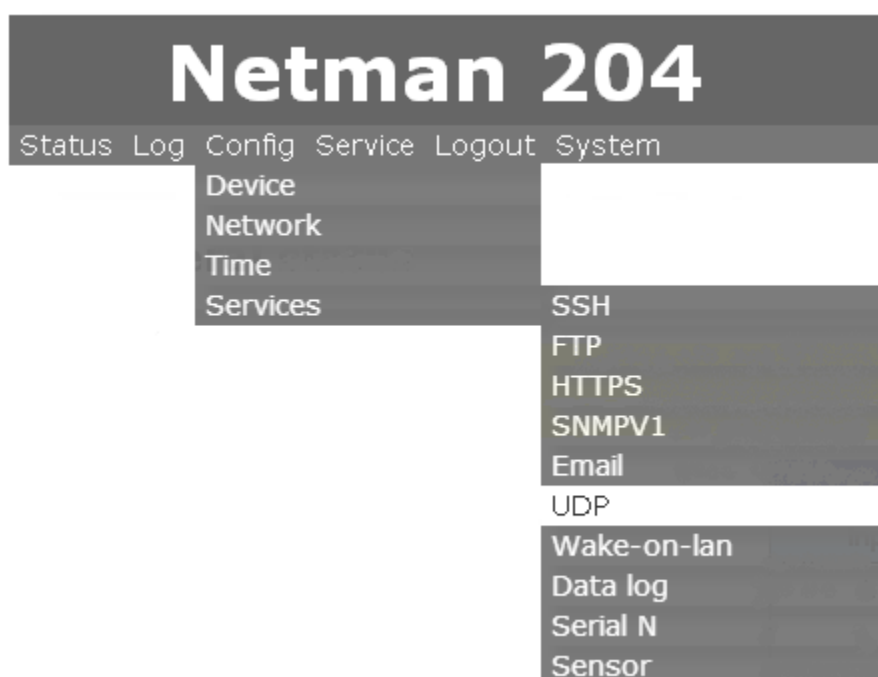 Netman 204
Status Log Config Service Logout System
Device
Network
Time
Services
SSH
FTP
HTTPS
SNMPV1
Email
UDP
Wake-on-lan
Data log
Serial N
Sensor